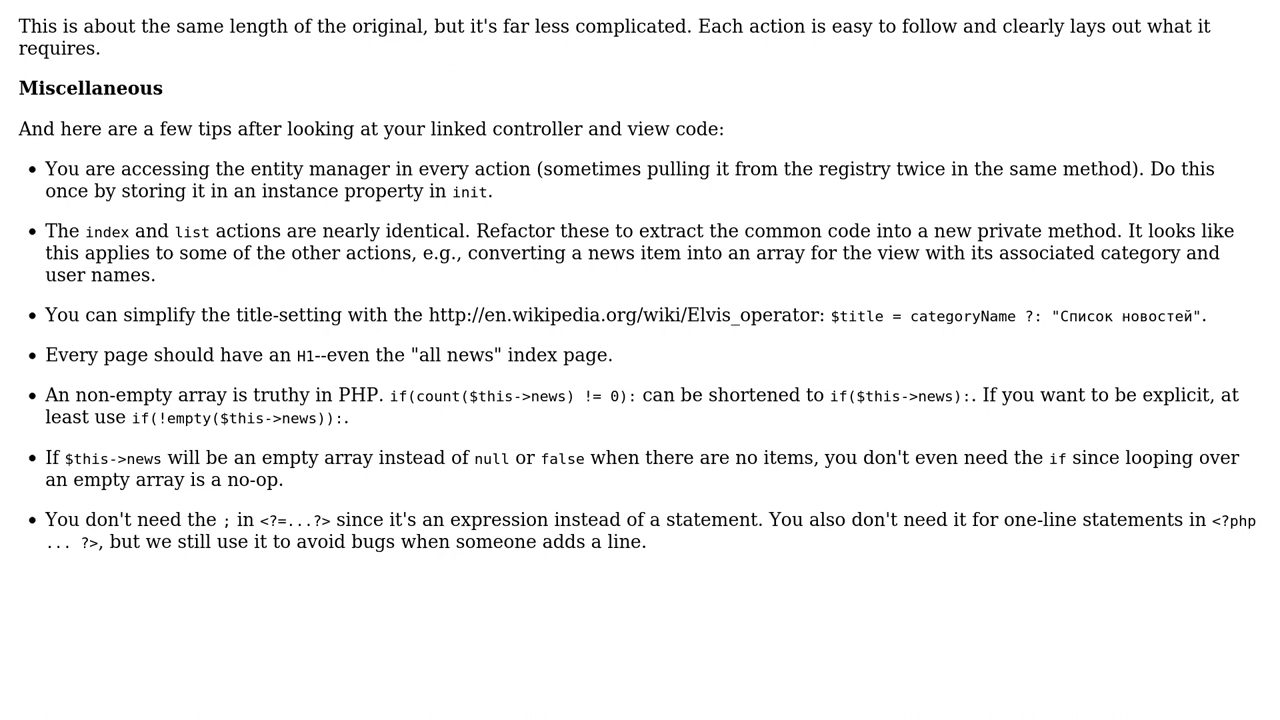 This is about the same length of the original, but it's far less complicated. Each action is easy to follow and clearly lays out what it
requires.
Miscellaneous
And here are a few tips after looking at your linked controller and view code:
• You are accessing the entity manager in every action (sometimes pulling it from the registry twice in the same method). Do this
once by storing it in an instance property in init.
• The index and list actions are nearly identical. Refactor these to extract the common code into a new private method. It looks like
this applies to some of the other actions, e.g., converting a news item into an array for the view with its associated category and
user names.
• You can simplify the title-setting with the http://en.wikipedia.org/wiki/Elvis_operator: $title = categoryName ?: "Список новостей".
• Every page should have an H1--even the "all news" index page.
• An non-empty array is truthy in PHP. if(count($this->news) != 0): can be shortened to if($this->news):. If you want to be explicit, at
least use if(!empty($this->news)):.
• If $this->news will be an empty array instead of null or false when there are no items, you don't even need the if since looping over
an empty array is a no-op.
• You don't need the ; in <?=...?> since it's an expression instead of a statement. You also don't need it for one-line statements in <?php
... ?>, but we still use it to avoid bugs when someone adds a line.